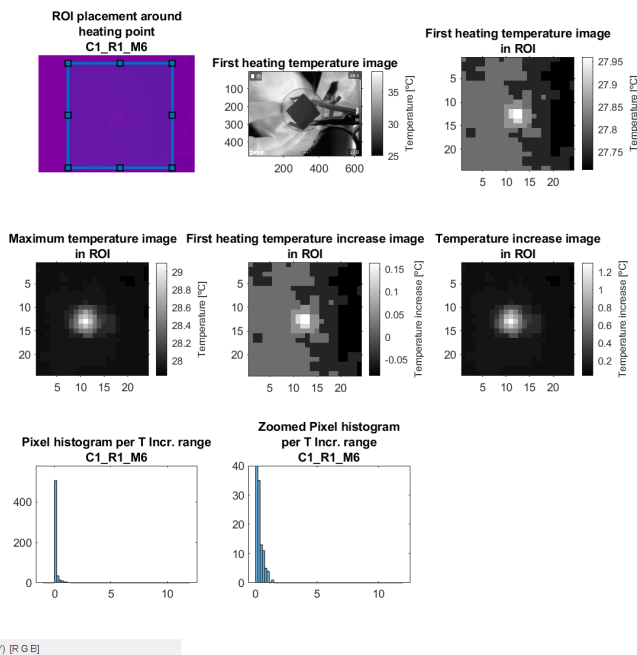 ROI placement around
heating point
C1_R1_M6
First heating temperature image
100
200
300
400
200 400 600
35
30
25
Temperature [ºC]
First heating temperature image
in ROI
5
10
15
20
5 10 15 20
27.95
27.9
27.85
27.8
27.75
Temperature [ºC]
Maximum temperature image
in ROI
5
10
15
20
5 10 15 20
29
28.8
28.6
28.4
28.2
28
Temperature [ºC]
First heating temperature increase image
in ROI
5
10
15
20
5 10 15 20
0.15
0.1
0.05
0
-0.05
Temperature increase [ºC]
Temperature increase image
in ROI
5
10
15
20
5 10 15 20
1.2
1
0.8
0.6
0.4
0.2
Temperature increase [ºC]
Pixel histogram per T Incr. range
C1_R1_M6
400
200
0
0 5 10
Zoomed Pixel histogram
per T Incr. range
C1_R1_M6
40
30
20
10
0
0 5 10
Y) [R G B]